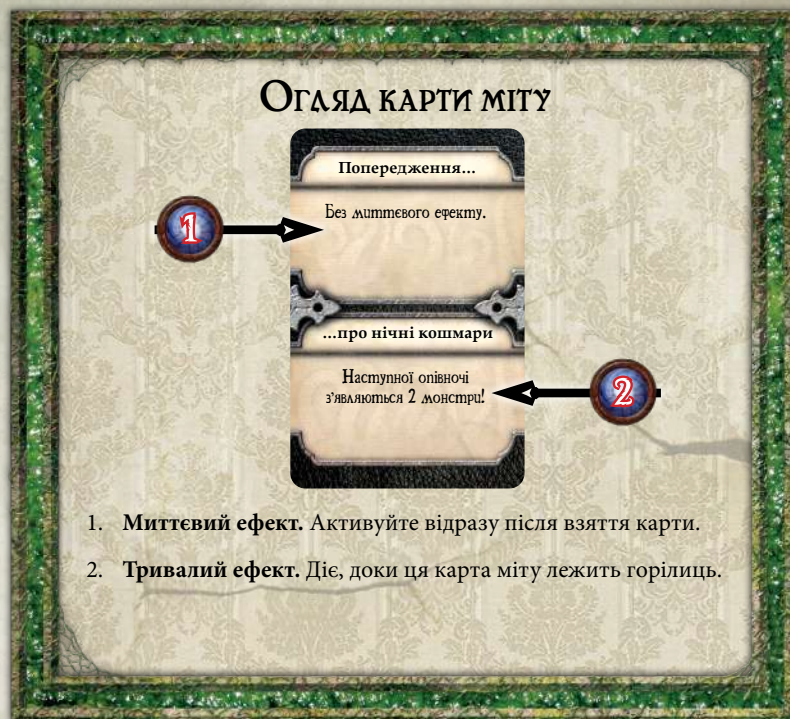 Огляд карти міту
Попередження...
1
Без миттєвого ефекту.
...про нічні кошмари
Наступної опівночі
з'являються 2 монстри!
2
1. Миттєвий ефект. Активуйте відразу після взяття карти.
2. Тривалий ефект. Діє, доки ця карта міту лежить горілиць.